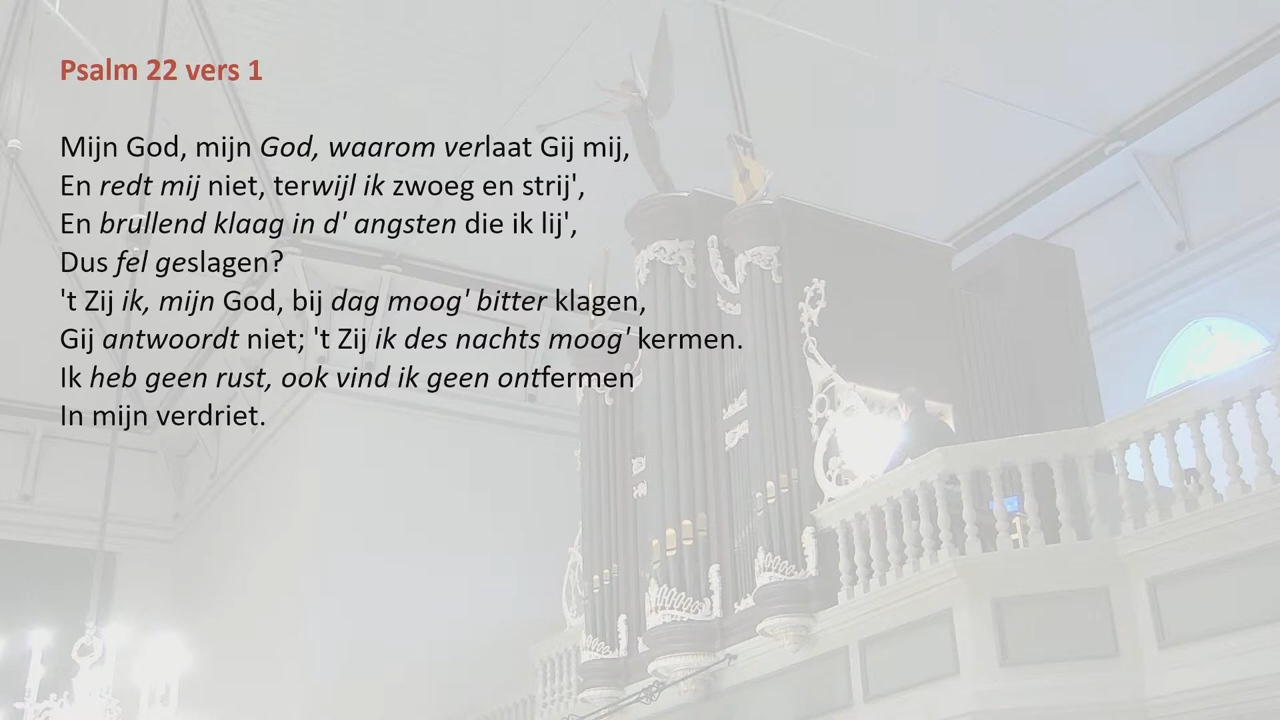 Psalm 22 vers 1
Mijn God, mijn God, waarom verlaat Gij mij,
En redt mij niet, terwijl ik zwoeg en strij',
En brullend klaag in d' angsten die ik lij',
Dus fel geslagen?
't Zij ik, mijn God, bij dag moog' bitter klagen,
Gij antwoordt niet; 't Zij ik des nachts moog' kermen.
Ik heb geen rust, ook vind ik geen ontfermen
In mijn verdriet.